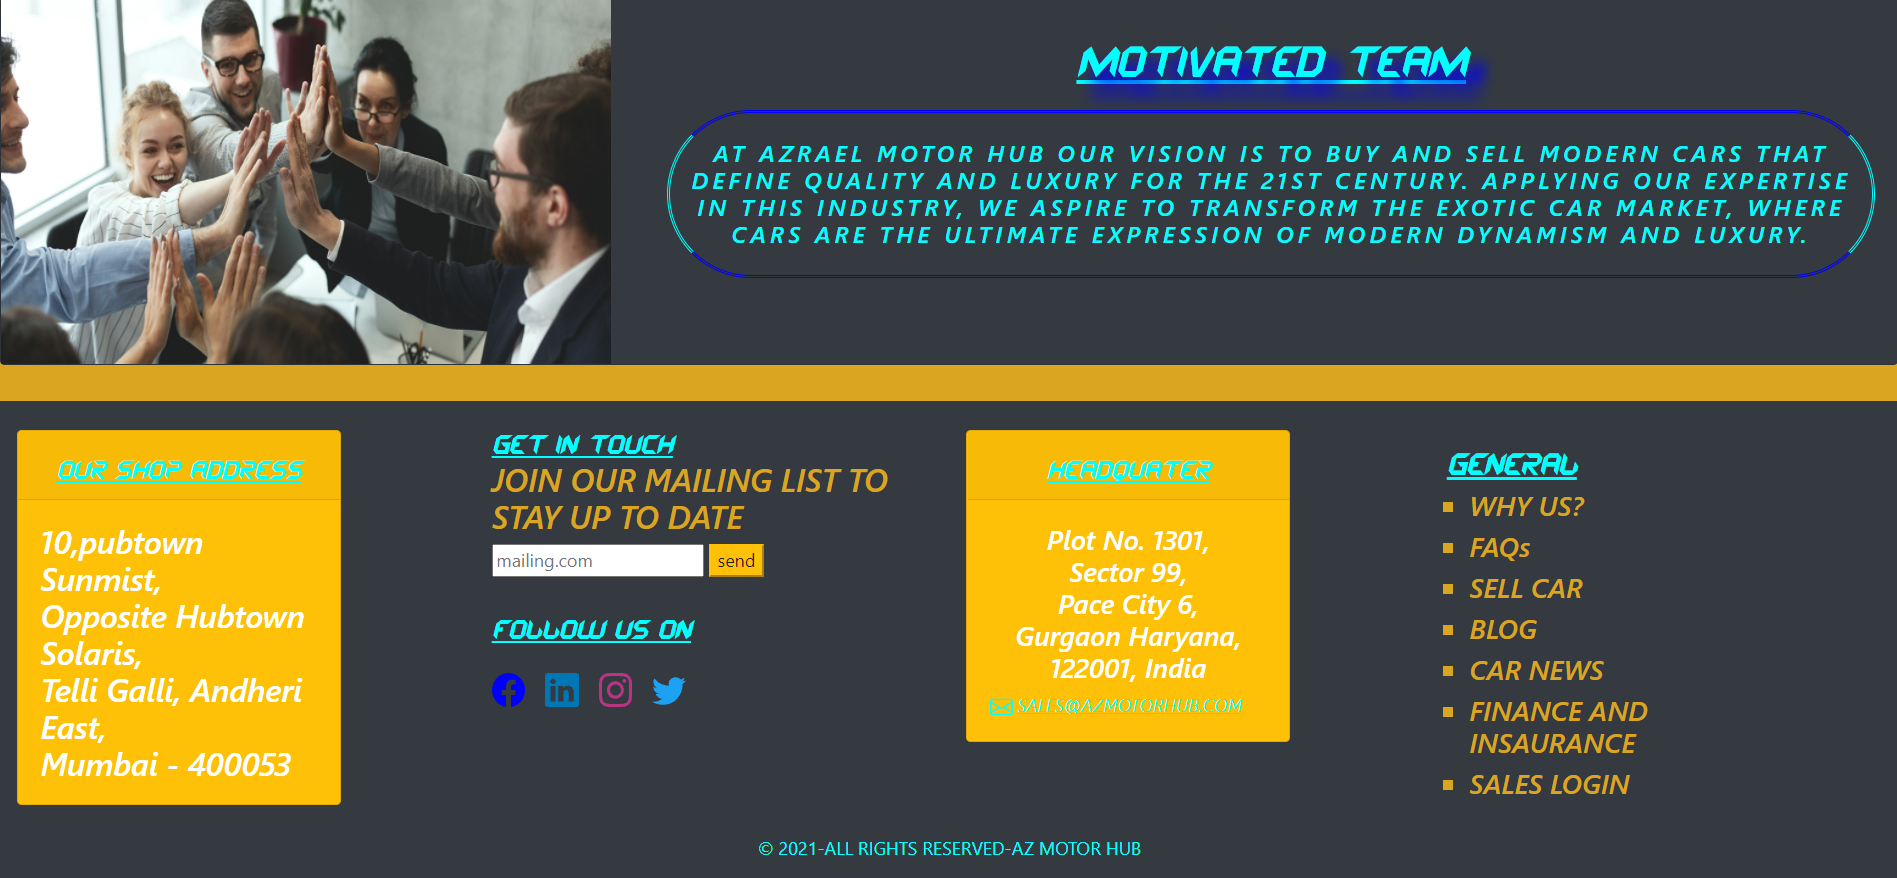 MOTIVATED TEAM
AT AZRAEL MOTOR HUB OUR VISION IS TO BUY AND SELL MODERN CARS THAT
DEFINE QUALITY AND LUXURY FOR THE 21ST CENTURY. APPLYING OUR EXPERTISE
IN THIS INDUSTRY, WE ASPIRE TO TRANSFORM THE EXOTIC CAR MARKET, WHERE
CARS ARE THE ULTIMATE EXPRESSION OF MODERN DYNAMISM AND LUXURY.
OUR SHOP ADDRESS
10,pubtown
Sunmist,
Opposite Hubtown
Solaris,
Telli Galli, Andheri
East,
Mumbai - 400053
GET IN TOUCH
JOIN OUR MAILING LIST TO
STAY UP TO DATE
mailing.com send
FOLLOW US ON
HEADQUATER
Plot No. 1301,
Sector 99,
Pace City 6,
Gurgaon Haryana,
122001, India
SALES@AZMOTORHUB.COM
GENERAL
WHY US?
FAQs
SELL CAR
BLOG
CAR NEWS
FINANCE AND
INSAURANCE
SALES LOGIN
© 2021-ALL RIGHTS RESERVED-AZ MOTOR HUB